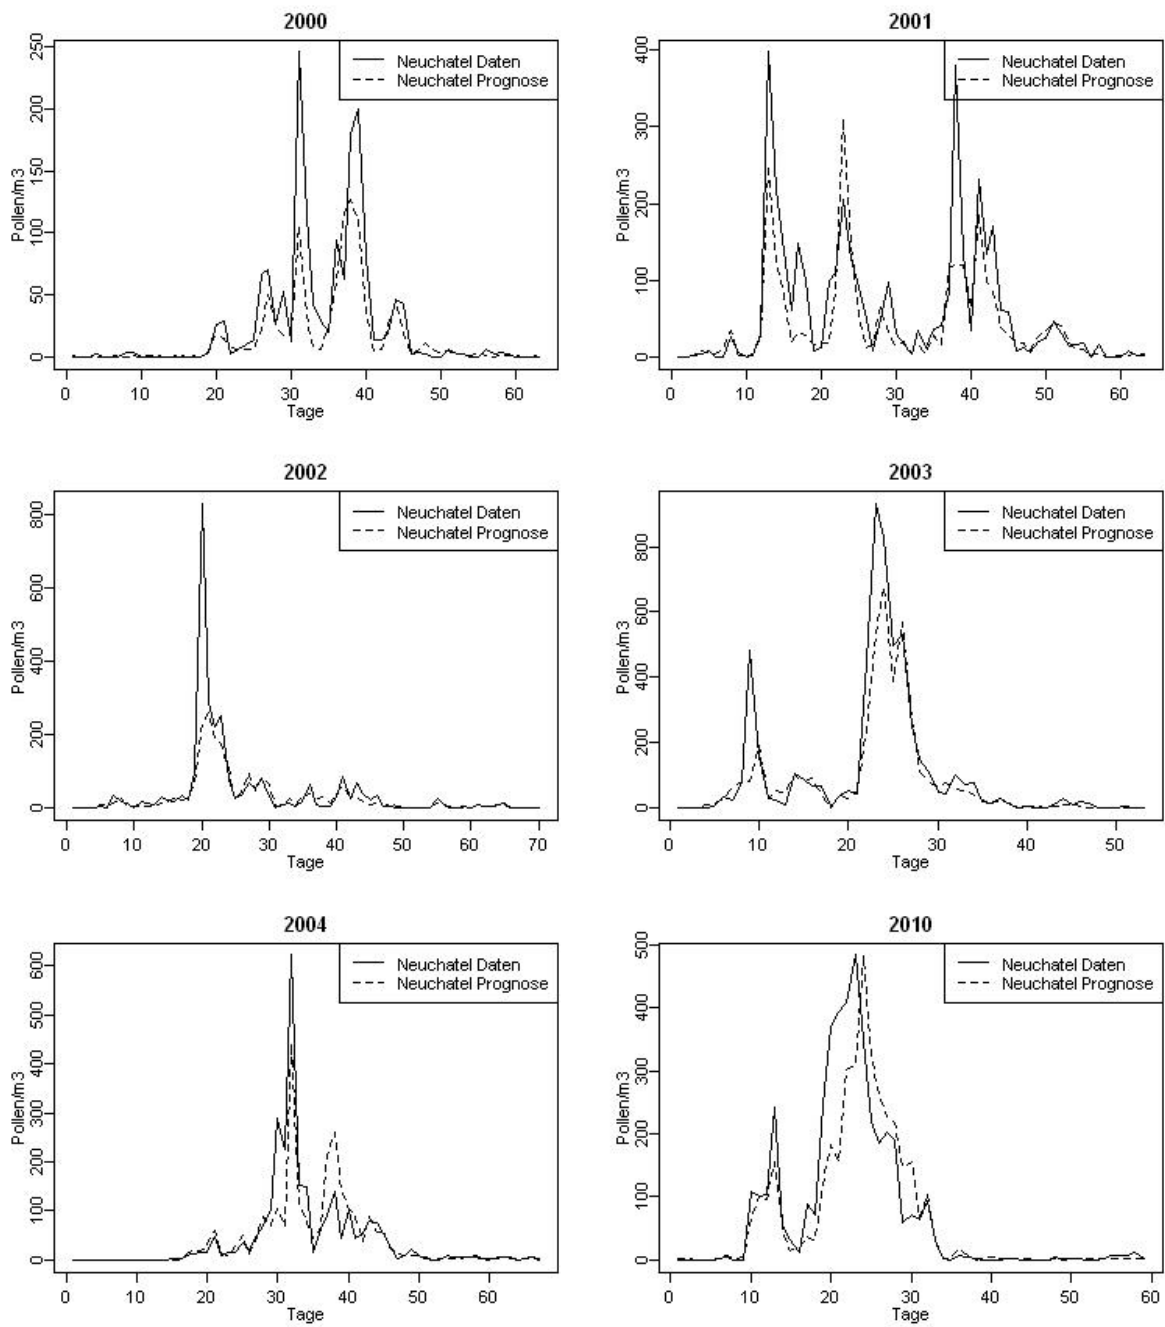 2000
Neuchatel Daten
Neuchatel Prognose
Pollen/m3
0 50 100 150 200 250
0 10 20 30 40 50 60
Tage
2001
Neuchatel Daten
Neuchatel Prognose
Pollen/m3
0 100 200 300 400
0 10 20 30 40 50 60
Tage
2002
Neuchatel Daten
Neuchatel Prognose
Pollen/m3
0 200 400 600 800
0 10 20 30 40 50 60 70
Tage
2003
Neuchatel Daten
Neuchatel Prognose
Pollen/m3
0 200 400 600 800
0 10 20 30 40 50
Tage
2004
Neuchatel Daten
Neuchatel Prognose
Pollen/m3
0 100 200 300 400 500 600
0 10 20 30 40 50 60
Tage
2010
Neuchatel Daten
Neuchatel Prognose
Pollen/m3
0 100 200 300 400 500
0 10 20 30 40 50 60
Tage